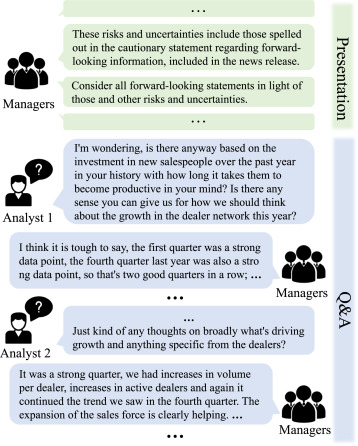 ...
These risks and uncertainties include those spelled
out in the cautionary statement regarding forward-
looking information, included in the news release.
Consider all forward-looking statements in light of
those and other risks and uncertainties.
Managers
...
Presentation
I'm wondering, is there anyway based on the
investment in new salespeople over the past year
in your history with how long it takes them to
become productive in your mind? Is there any
sense you can give us for how we should think
about the growth in the dealer network this year?
?
Analyst 1
I think it is tough to say, the first quarter was a strong
data point, the fourth quarter last year was also a stro
ng data point, so that's two good quarters in a row; ...
Managers
...
Q&A
...
Just kind of any thoughts on broadly what's driving
growth and anything specific from the dealers?
?
Analyst 2
It was a strong quarter, we had increases in volume
per dealer, increases in active dealers and again it
continued the trend we saw in the fourth quarter. The
expansion of the sales force is clearly helping. ...
Managers
...